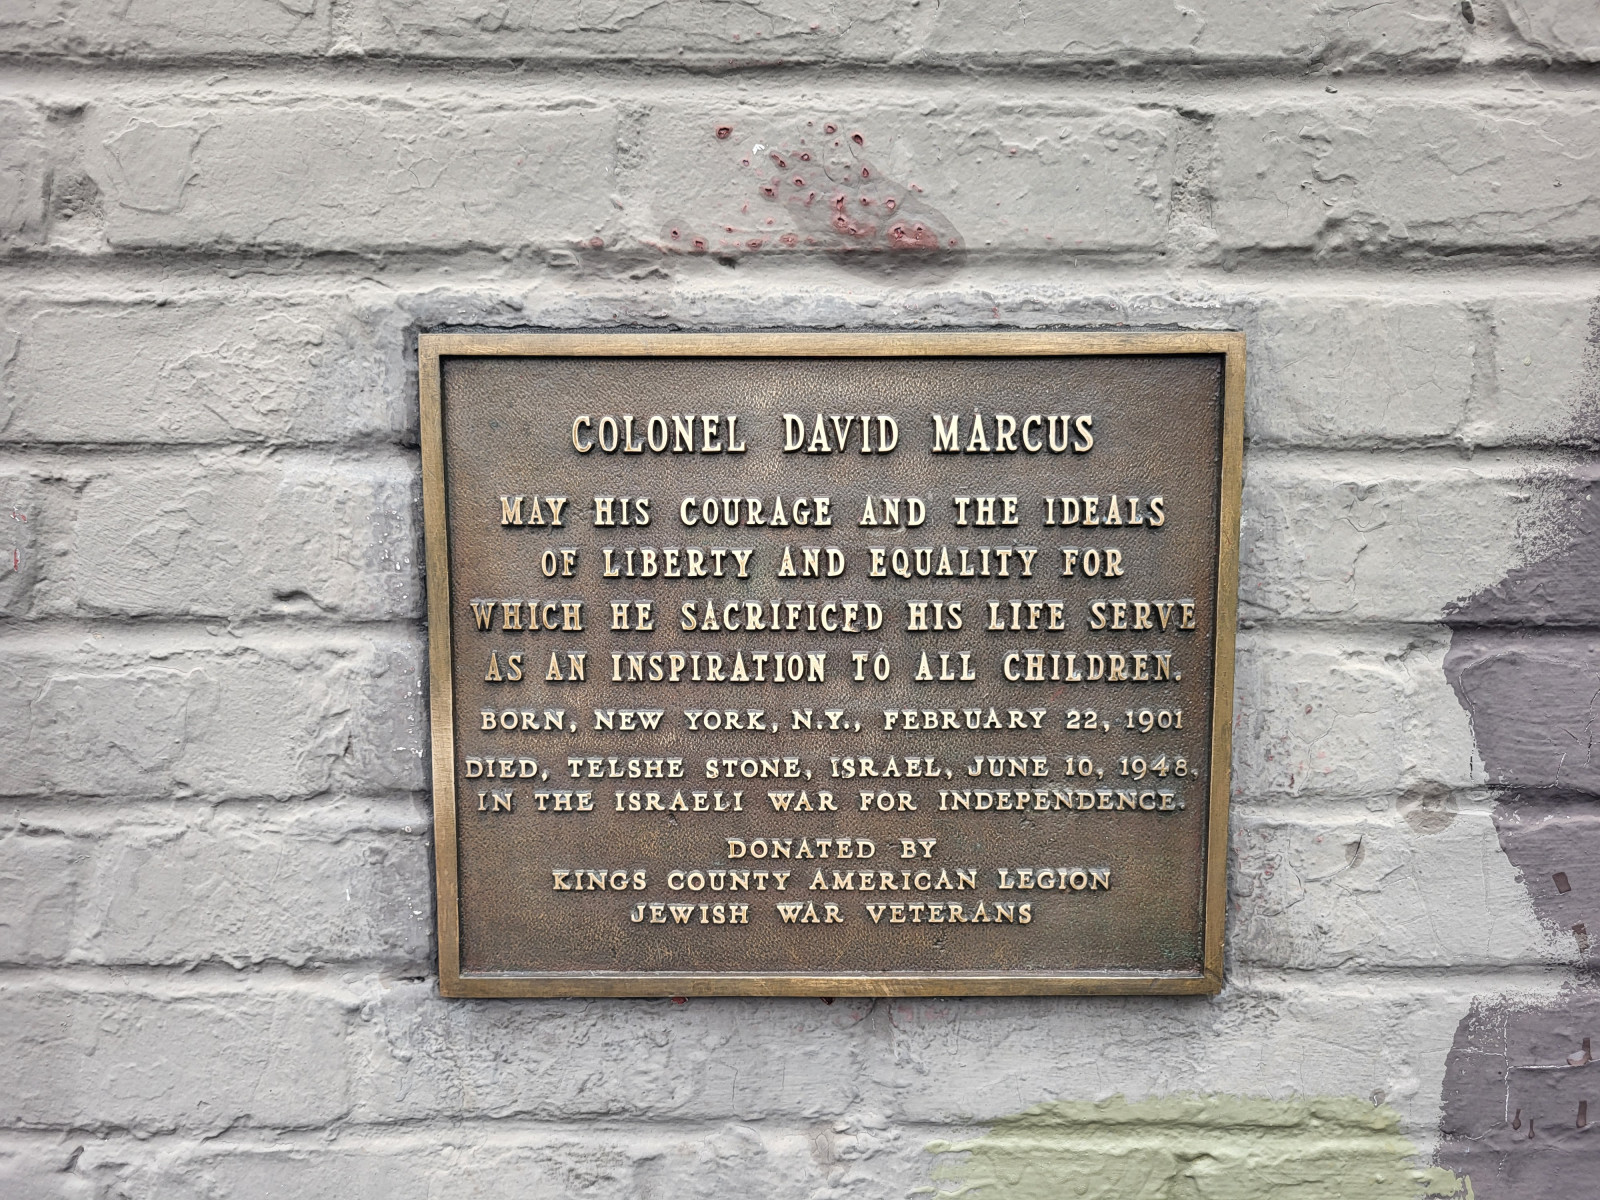 COLONEL DAVID MARCUS
MAY HIS COURAGE AND THE IDEALS
OF LIBERTY AND EQUALITY FOR
WHICH HE SACRIFICED HIS LIFE SERVE
AS AN INSPIRATION TO ALL CHILDREN.
BORN, NEW YORK, N.Y., FEBRUARY 22, 1901
DIED, TELSHE STONE, ISRAEL, JUNE 10, 1948,
IN THE ISRAELI WAR FOR INDEPENDENCE.
DONATED BY
KINGS COUNTY AMERICAN LEGION
JEWISH WAR VETERANS